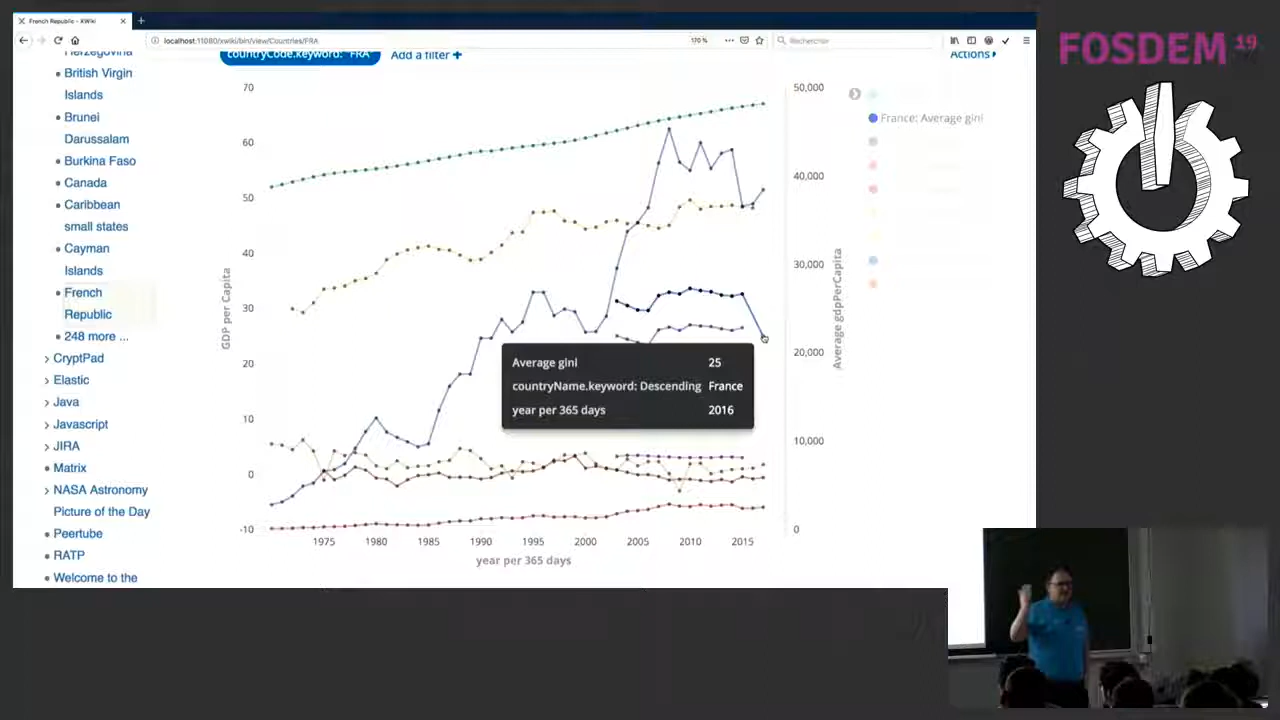 French Republic - XWiki
localhost:11080/xwiki/bin/view/Countries/FRA
170 %
Rechercher
FOSDEM 19
Herzegovina
British Virgin
Islands
Brunei
Darussalam
Burkina Faso
Canada
Caribbean
small states
Cayman
Islands
French
Republic
248 more ...
CryptPad
Elastic
Java
Javascript
JIRA
Matrix
NASA Astronomy
Picture of the Day
Peertube
RATP
Welcome to the
countryCode.keyword: "FRA"
Add a filter +
Actions
70
60
50
40
30
20
10
0
-10
GDP per Capita
50,000
40,000
30,000
20,000
10,000
0
Average gdpPerCapita
France: Average gini
Average gini 25
countryName.keyword: Descending France
year per 365 days 2016
1975 1980 1985 1990 1995 2000 2005 2010 2015
year per 365 days